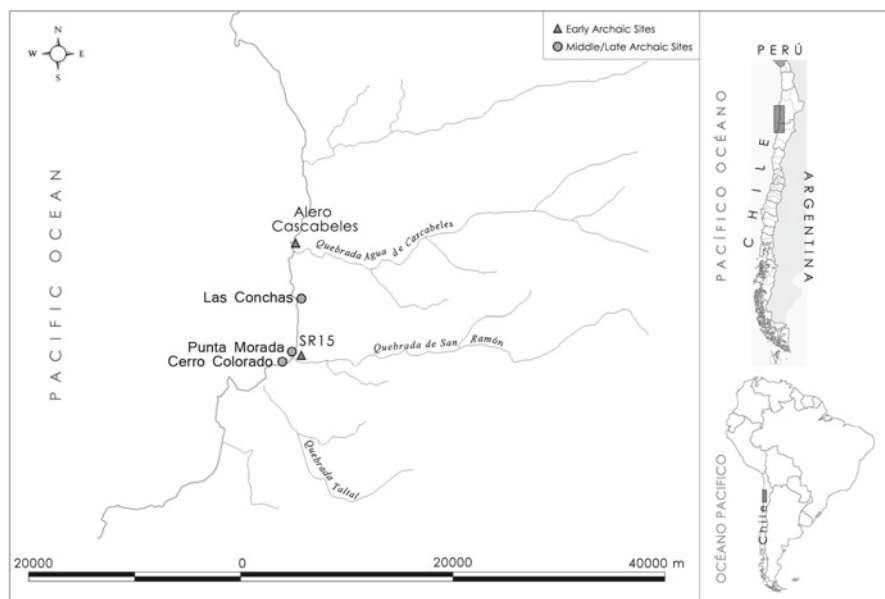 N
W E
S
Early Archaic Sites
Middle/Late Archaic Sites
PACIFIC OCEAN
Alero
Cascabeles
Quebrada Agua de Cascabeles
Las Conchas
Punta Morada
SR15
Cerro Colorado
Quebrada de San Ramón
Quebrada Taltal
20000 0 20000 40000 m
PERÚ
PACÍFICO OCÉANO
CHILE
ARGENTINA
OCÉANO PACIFICO
Chile